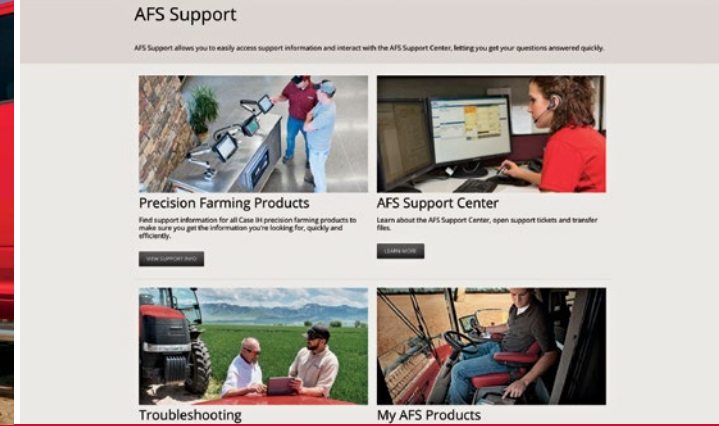 AFS Support
AFS Support allows you to easily access support information and interact with the AFS Support Center, letting you get your questions answered quickly.
Precision Farming Products
Find support information for all Case IH precision farming products to
make sure you get the information you're looking for, quickly and
efficiently.
VIEW SUPPORT INFO
AFS Support Center
Learn about the AFS Support Center, open support tickets and transfer
files.
LEARN MORE
Troubleshooting
My AFS Products